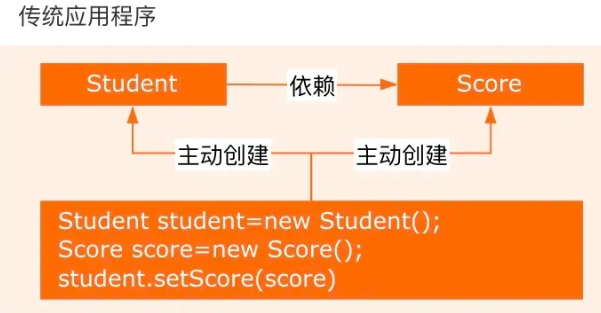 传统应用程序
Student
依赖
Score
主动创建
主动创建
Student student=new Student();
Score score=new Score();
student.setScore(score)